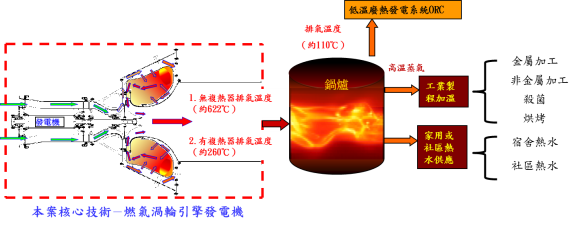 低溫廢熱發電系統ORC
排氣溫度
(約110℃)
高溫蒸氣
鍋爐
1.無複熱器排氣溫度
(約622℃)
2.有複熱器排氣溫度
(約260℃)
發電機
工業製
程加溫
家用或
社區熱
水供應
金屬加工
非金屬加工
殺菌
烘烤
宿舍熱水
社區熱水
本案核心技術－燃氣渦輪引擎發電機